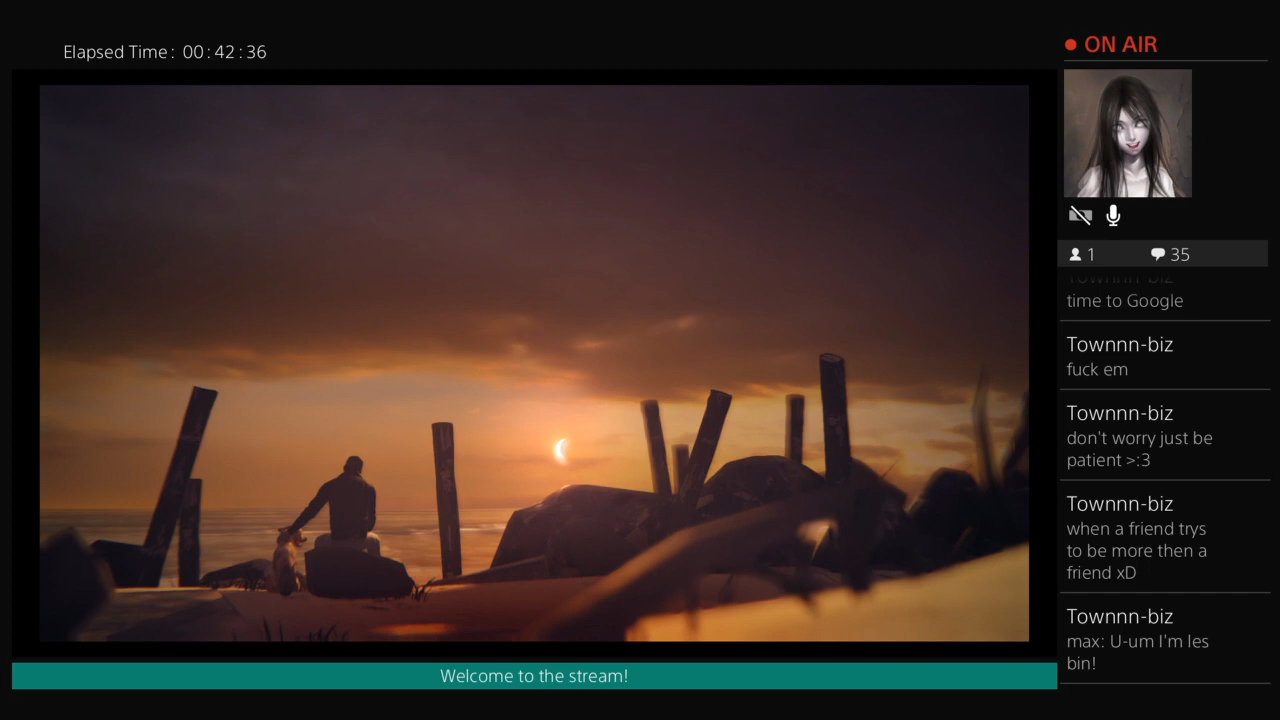 Elapsed Time: 00:42:36
ON AIR
1
35
Townnn-biz
time to Google
Townnn-biz
fuck em
Townnn-biz
don't worry just be
patient >:3
Townnn-biz
when a friend trys
to be more then a
friend xD
Townnn-biz
max: U-um I'm les
bin!
Welcome to the stream!